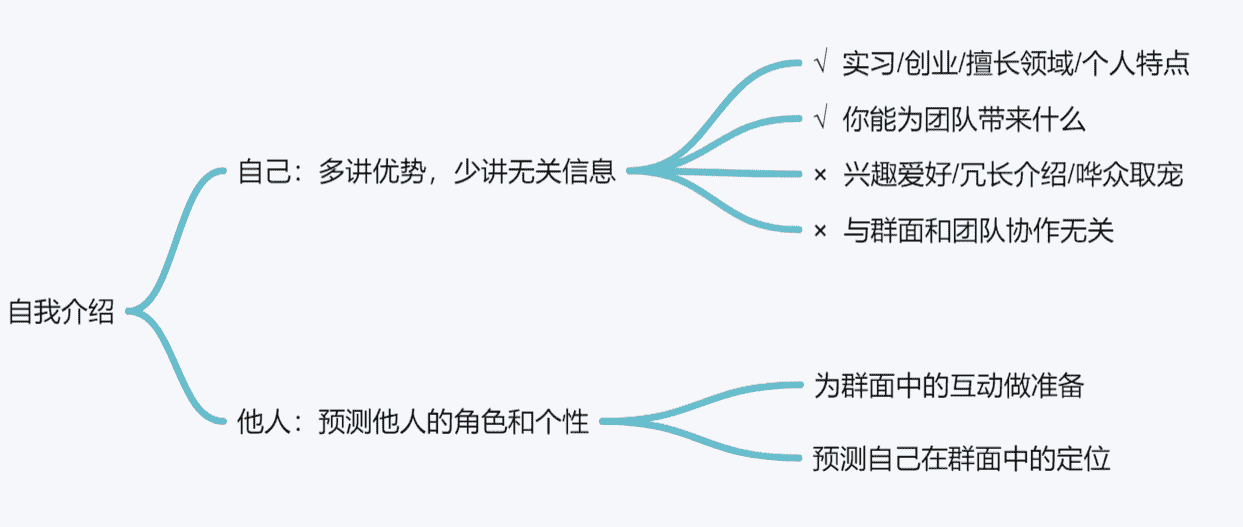 自我介绍
自己：多讲优势，少讲无关信息
√ 实习/创业/擅长领域/个人特点
√ 你能为团队带来什么
× 兴趣爱好/冗长介绍/哗众取宠
× 与群面和团队协作无关
他人：预测他人的角色和个性
为群面中的互动做准备
预测自己在群面中的定位